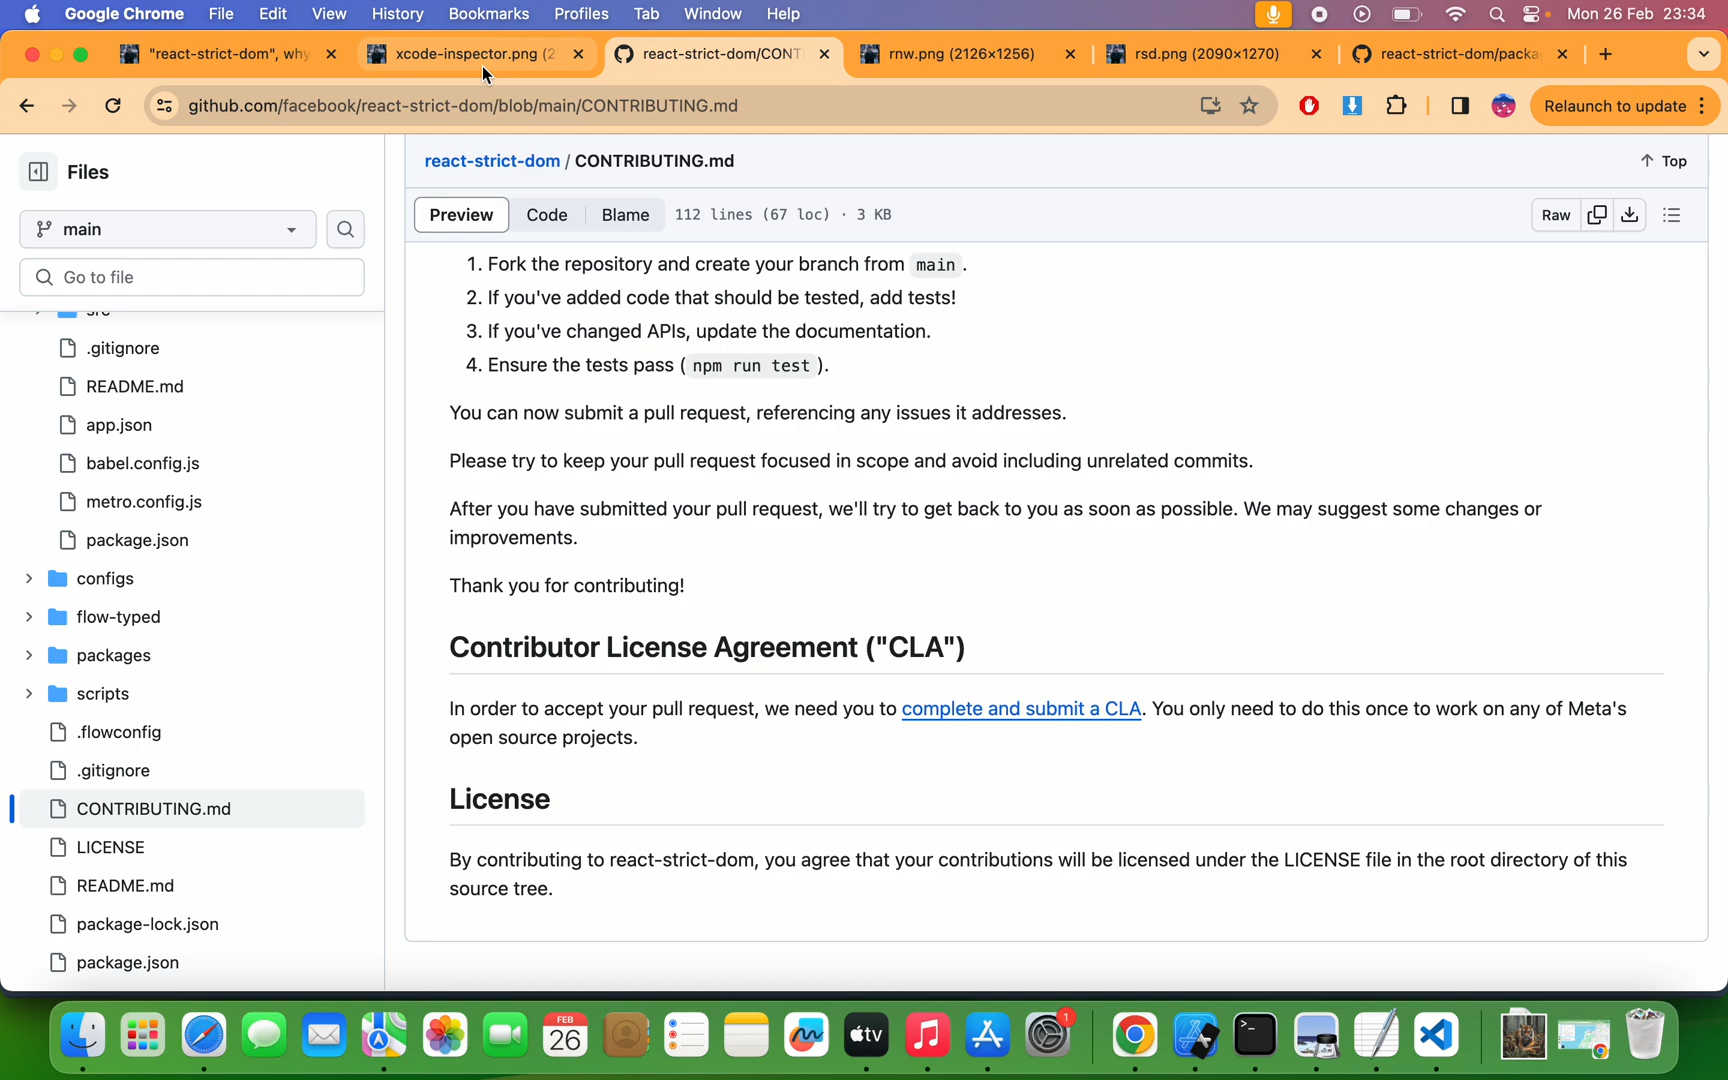 Google Chrome File Edit View History Bookmarks Profiles Tab Window Help Mon 26 Feb 23:34
"react-strict-dom", why xcode-inspector.png (2 react-strict-dom/CONT rnw.png (2126×1256) rsd.png (2090×1280) react-strict-dom/packa
github.com/facebook/react-strict-dom/blob/main/CONTRIBUTING.md Relaunch to update
Files
main
Go to file
src
.gitignore
README.md
app.json
babel.config.js
metro.config.js
package.json
configs
flow-typed
packages
scripts
.flowconfig
.gitignore
CONTRIBUTING.md
LICENSE
README.md
package-lock.json
package.json
react-strict-dom / CONTRIBUTING.md Top
Preview Code Blame 112 lines (67 loc) · 3 KB Raw
1. Fork the repository and create your branch from main .
2. If you've added code that should be tested, add tests!
3. If you've changed APIs, update the documentation.
4. Ensure the tests pass ( npm run test ).
You can now submit a pull request, referencing any issues it addresses.
Please try to keep your pull request focused in scope and avoid including unrelated commits.
After you have submitted your pull request, we'll try to get back to you as soon as possible. We may suggest some changes or
improvements.
Thank you for contributing!
Contributor License Agreement ("CLA")
In order to accept your pull request, we need you to complete and submit a CLA. You only need to do this once to work on any of Meta's
open source projects.
License
By contributing to react-strict-dom, you agree that your contributions will be licensed under the LICENSE file in the root directory of this
source tree.
FEB
26
tv
1